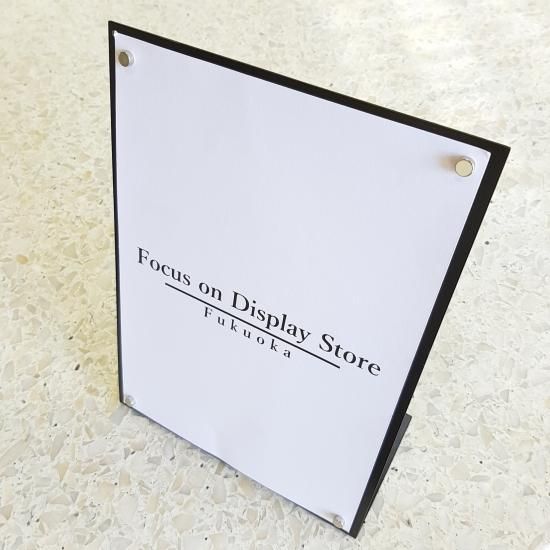 Focus on Display Store
Fukuoka